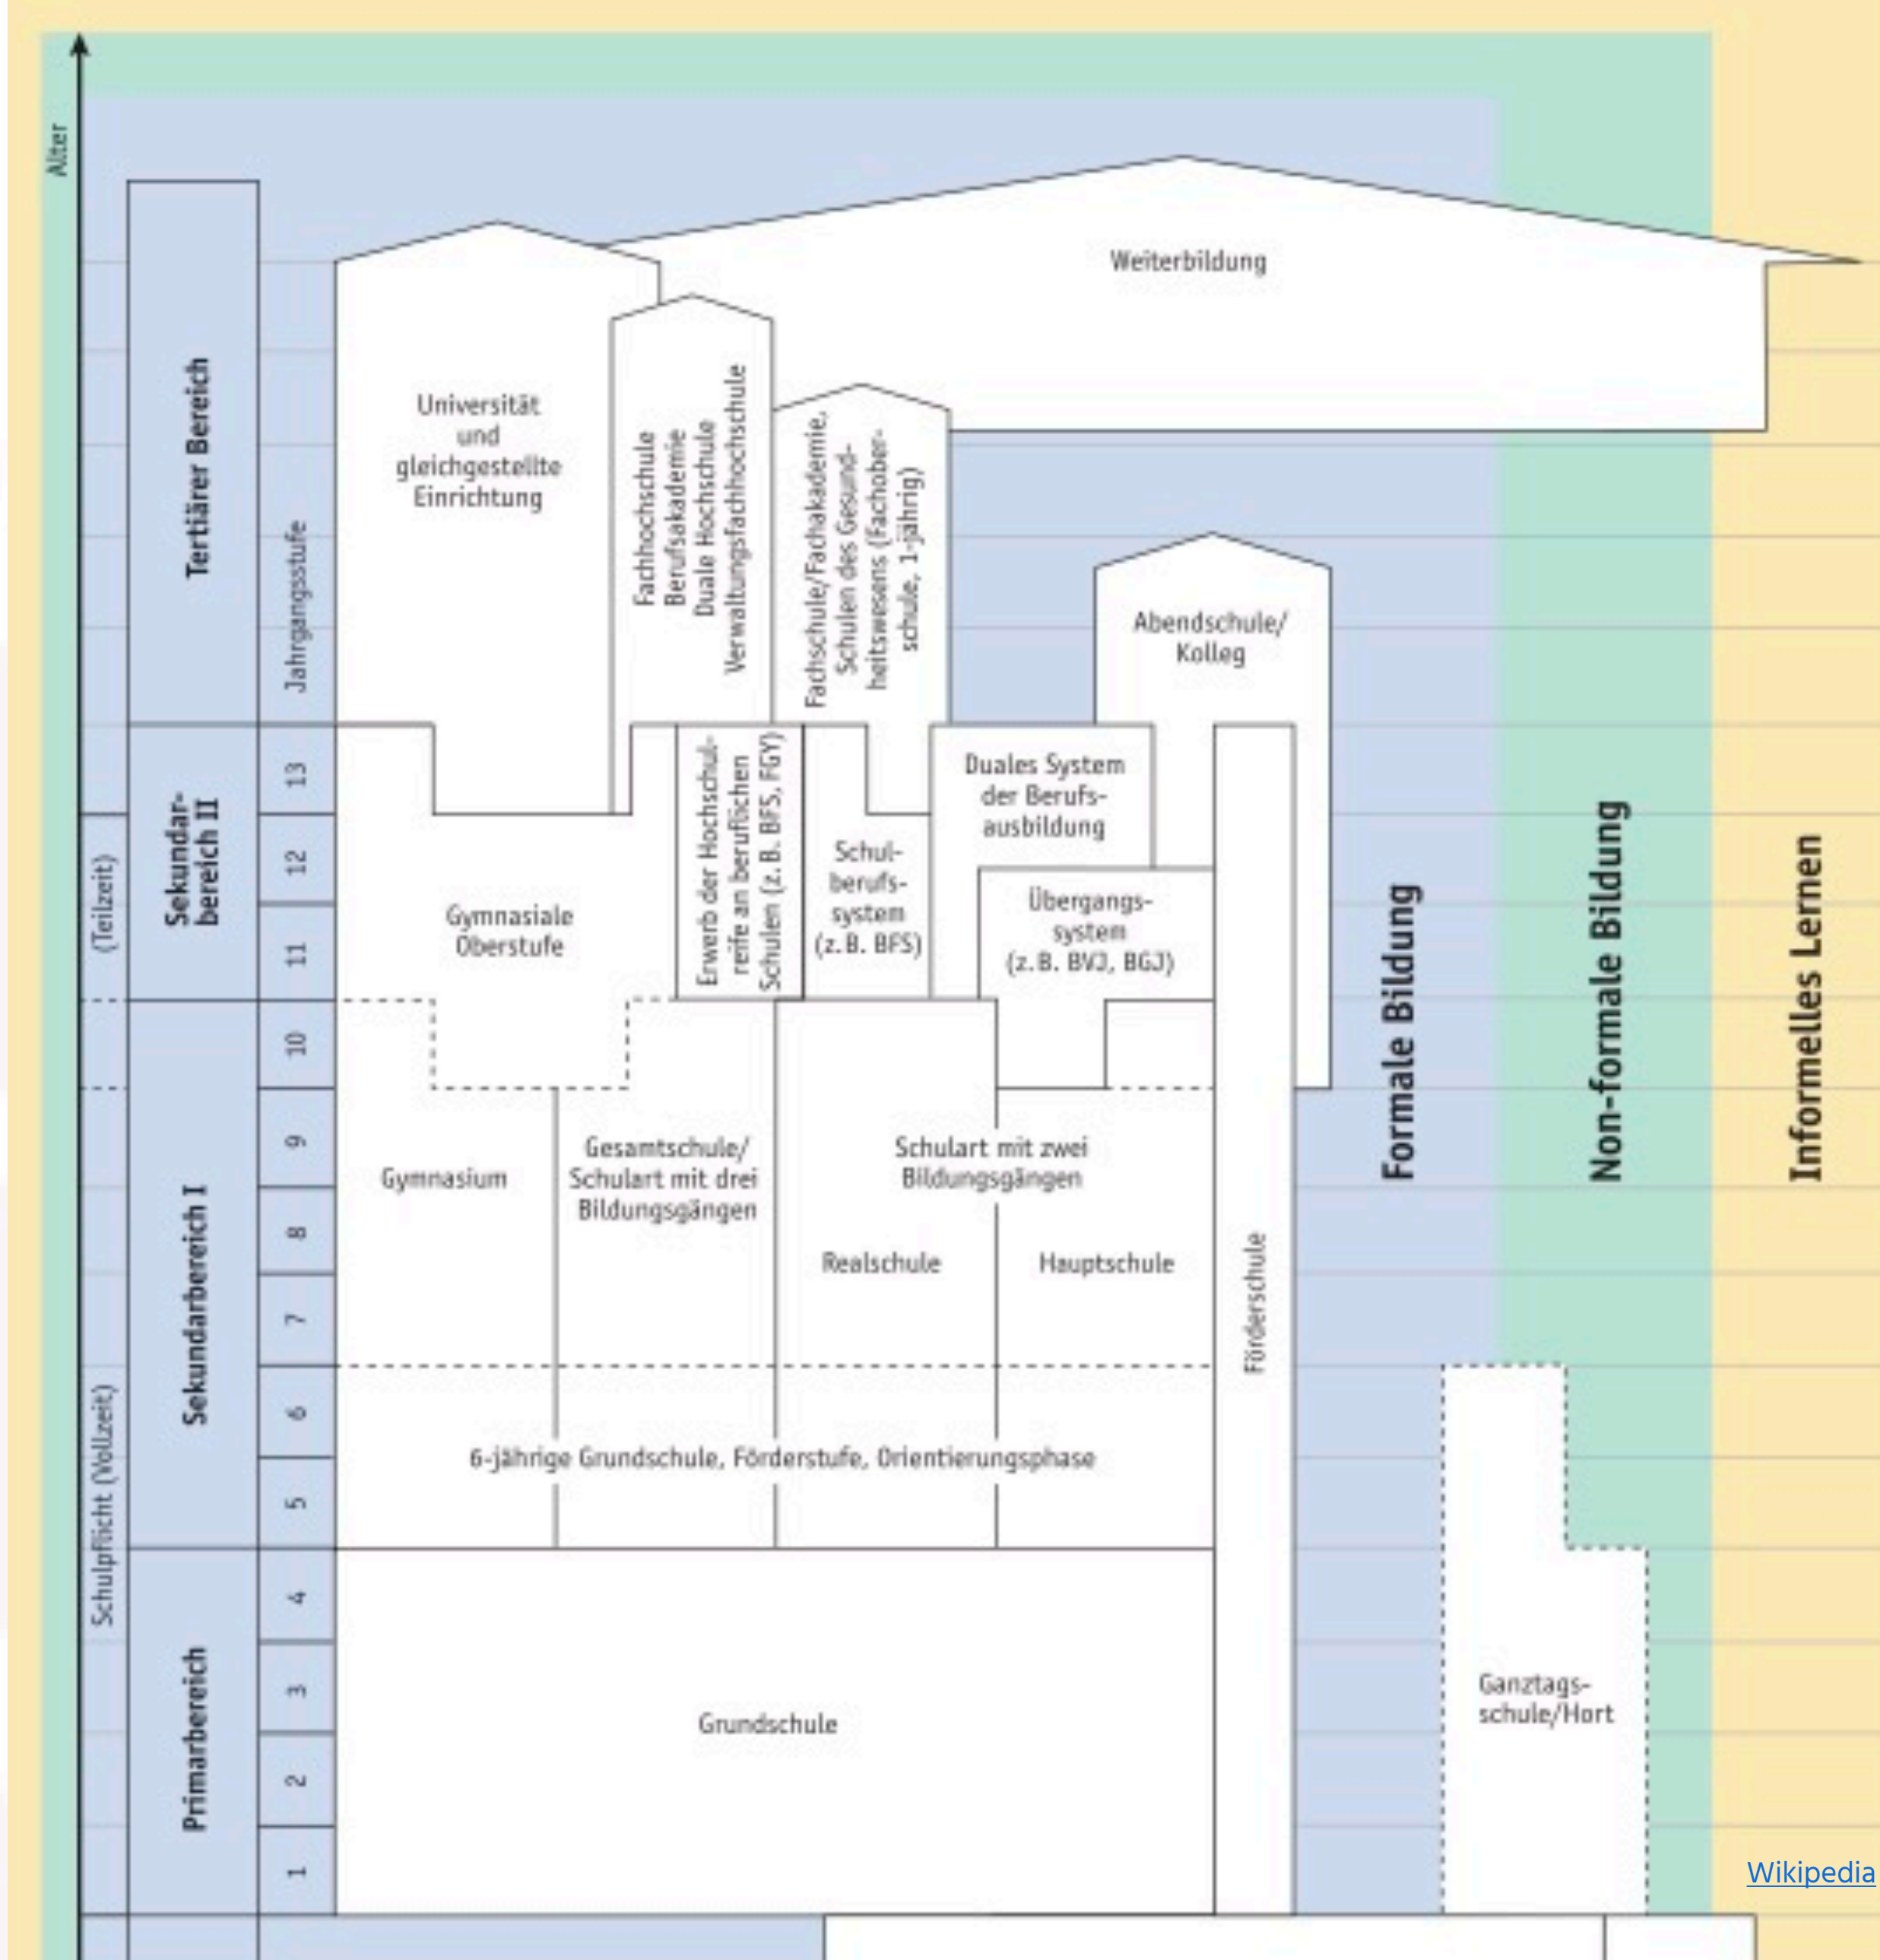 Alter
Weiterbildung
Tertiärer Bereich
Jahrgangsstufe
Universität
und
gleichgestellte
Einrichtung
Fachhochschule
Berufsakademie
Duale Hochschule
Verwaltungsfachhochschule
Fachschule/Fachakademie,
Schulen des Gesund-
heitswesens (Fachober-
schule, 1-jährig)
Abendschule/
Kolleg
(Teilzeit)
Sekundar-
bereich II
13
12
11
Gymnasiale
Oberstufe
Erwerb der Hochschul-
reife an beruflichen
Schulen (z. B. BFS, FGY)
Schul-
berufs-
system
(z. B. BFS)
Duales System
der Berufs-
ausbildung
Übergangs-
system
(z. B. BVJ, BGJ)
Formale Bildung
Non-formale Bildung
Informelles Lernen
Schulpflicht (Vollzeit)
Sekundarbereich I
10
9
8
7
6
5
Gymnasium
Gesamtschule/
Schulart mit drei
Bildungsgängen
Schulart mit zwei
Bildungsgängen
Realschule
Hauptschule
Förderschule
6-jährige Grundschule, Förderstufe, Orientierungsphase
Primarbereich
4
3
2
1
Grundschule
Ganztags-
schule/Hort
Wikipedia